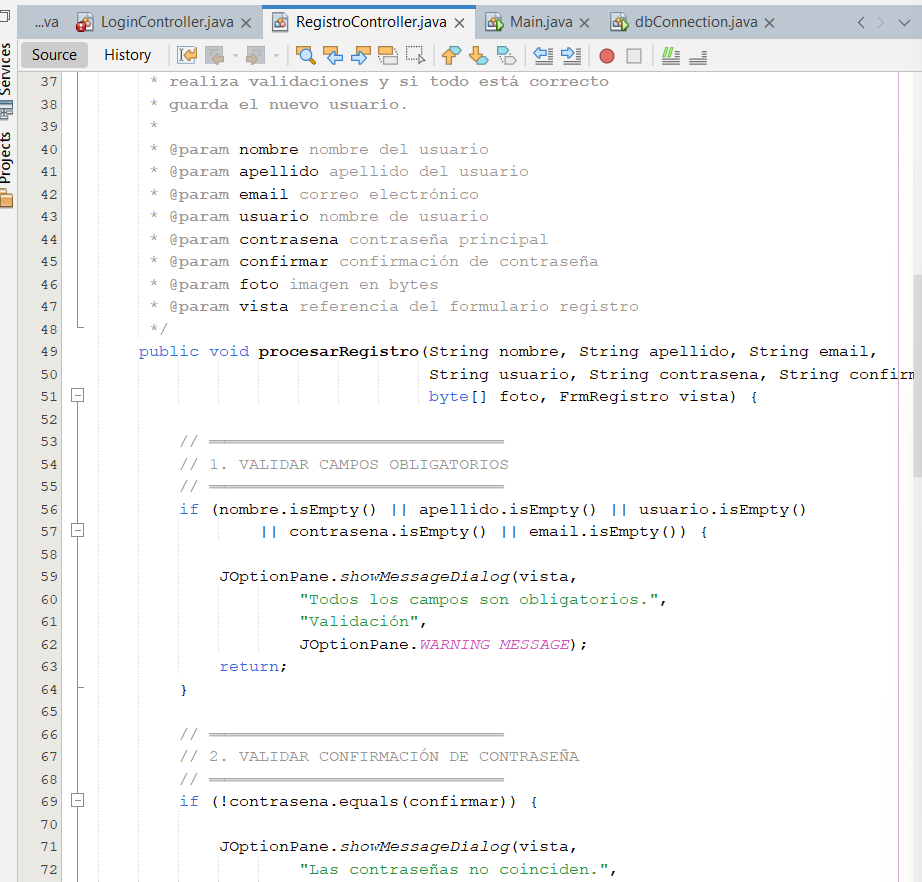 ...va LoginController.java RegistroController.java Main.java dbConnection.java
Services
Projects
Source History
37 * realiza validaciones y si todo está correcto
38 * guarda el nuevo usuario.
39 *
40 * @param nombre nombre del usuario
41 * @param apellido apellido del usuario
42 * @param email correo electrónico
43 * @param usuario nombre de usuario
44 * @param contrasena contraseña principal
45 * @param confirmar confirmación de contraseña
46 * @param foto imagen en bytes
47 * @param vista referencia del formulario registro
48 */
49 public void procesarRegistro(String nombre, String apellido, String email,
50 String usuario, String contrasena, String confirm
51 byte[] foto, FrmRegistro vista) {
52
53 // ══════════════════════════════
54 // 1. VALIDAR CAMPOS OBLIGATORIOS
55 // ══════════════════════════════
56 if (nombre.isEmpty() || apellido.isEmpty() || usuario.isEmpty()
57 || contrasena.isEmpty() || email.isEmpty()) {
58
59 JOptionPane.showMessageDialog(vista,
60 "Todos los campos son obligatorios.",
61 "Validación",
62 JOptionPane.WARNING_MESSAGE);
63 return;
64 }
65
66 // ══════════════════════════════
67 // 2. VALIDAR CONFIRMACIÓN DE CONTRASEÑA
68 // ══════════════════════════════
69 if (!contrasena.equals(confirmar)) {
70
71 JOptionPane.showMessageDialog(vista,
72 "Las contraseñas no coinciden.",